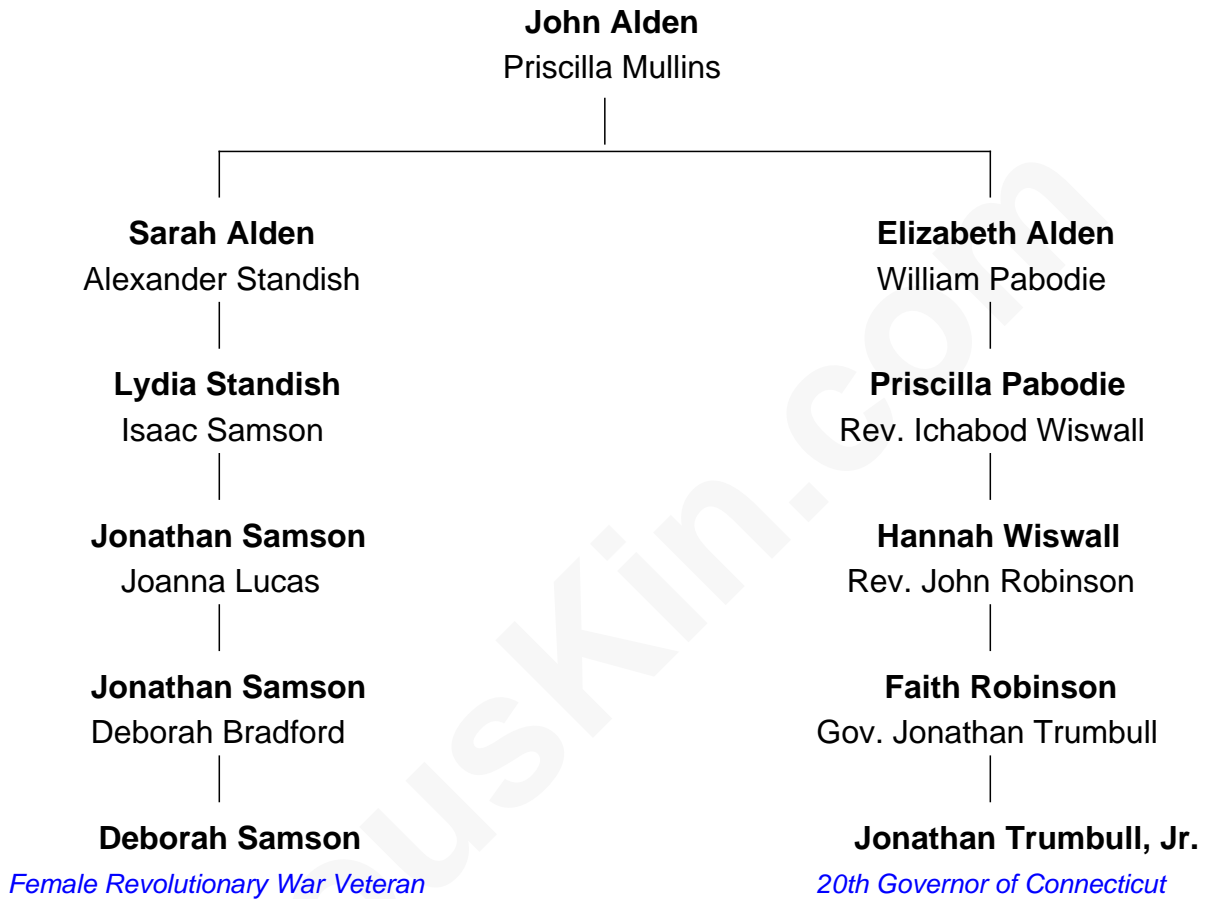 John Alden
Priscilla Mullins
Sarah Alden
Alexander Standish
Elizabeth Alden
William Pabodie
Lydia Standish
Isaac Samson
Priscilla Pabodie
Rev. Ichabod Wiswall
Jonathan Samson
Joanna Lucas
Hannah Wiswall
Rev. John Robinson
Jonathan Samson
Deborah Bradford
Faith Robinson
Gov. Jonathan Trumbull
Deborah Samson
Female Revolutionary War Veteran
Jonathan Trumbull, Jr.
20th Governor of Connecticut
usKin.com